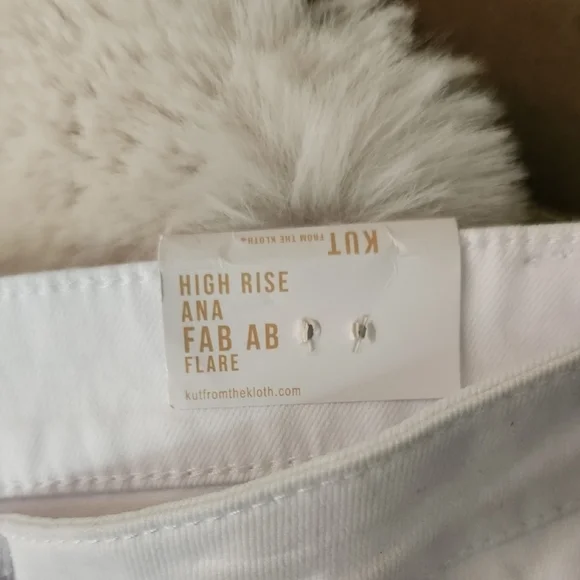 KUT FROM THE KLOTH®
HIGH RISE
ANA
FAB AB
FLARE
kutfromthekloth.com